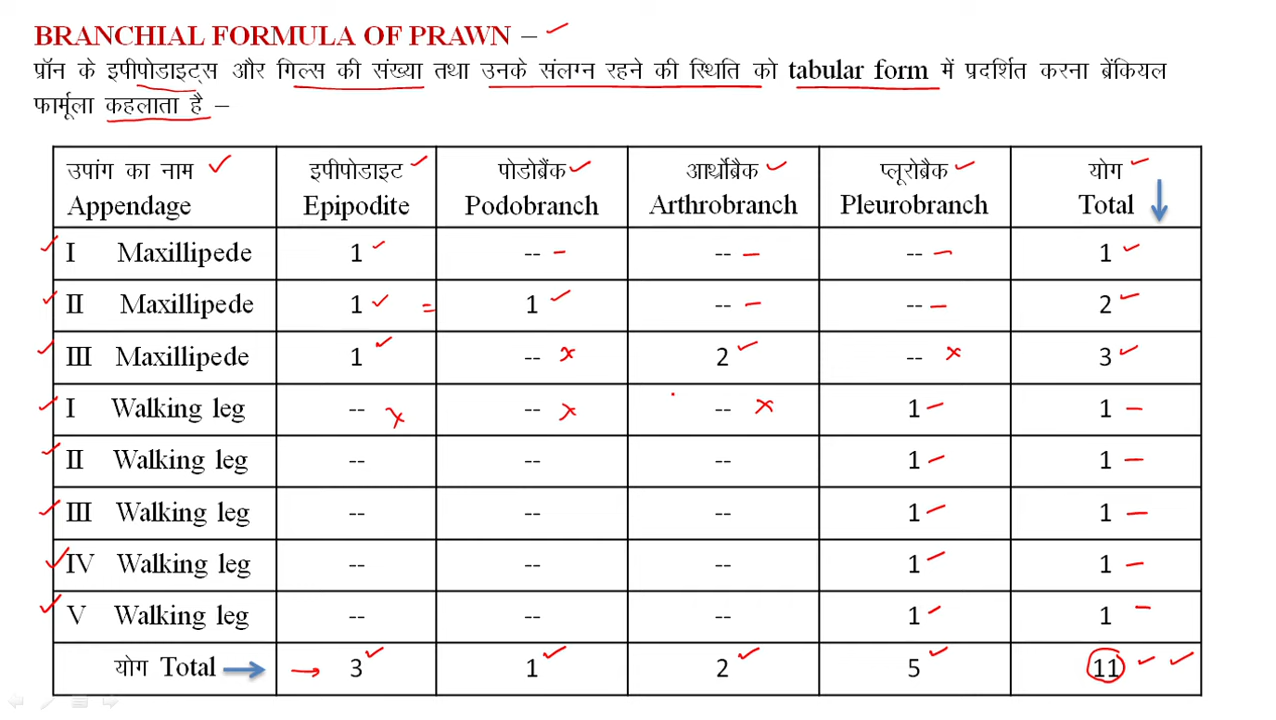 BRANCHIAL FORMULA OF PRAWN –
प्रॉन के इपीपोडाइट्स और गिल्स की संख्या तथा उनके संलग्न रहने की स्थिति को tabular form में प्रदर्शित करना ब्रेंकियल
फार्मूला कहलाता है –
उपांग का नाम इपीपोडाइट पोडोब्रैंक आर्थोब्रैक प्लूरोब्रैक योग
Appendage Epipodite Podobranch Arthrobranch Pleurobranch Total
I Maxillipede 1 -- -- -- 1
II Maxillipede 1 1 -- -- 2
III Maxillipede 1 -- 2 -- 3
I Walking leg -- -- -- 1 1
II Walking leg -- -- -- 1 1
III Walking leg -- -- -- 1 1
IV Walking leg -- -- -- 1 1
V Walking leg -- -- -- 1 1
योग Total 3 1 2 5 11